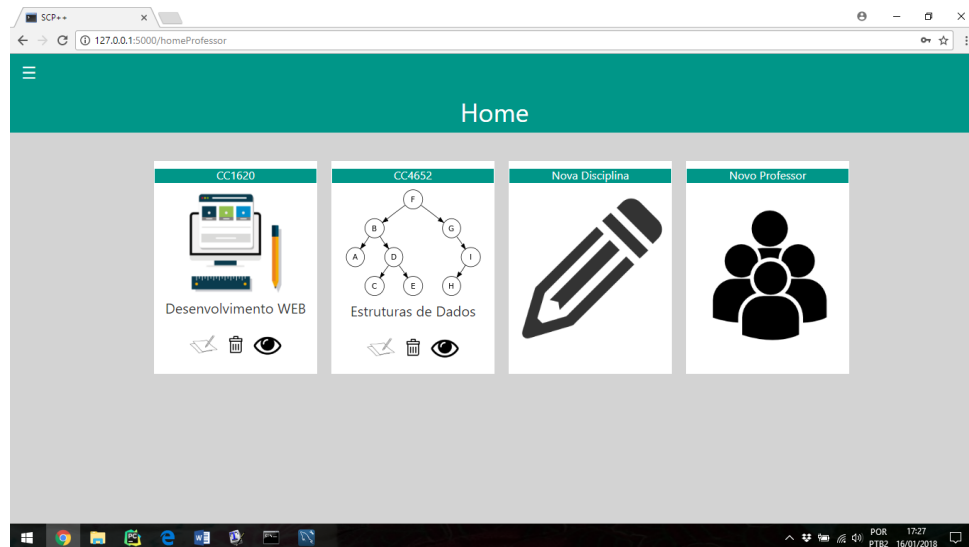 SCP++
127.0.0.1:5000/homeProfessor
Home
CC1620
Desenvolvimento WEB
CC4652
F
B
G
A
D
I
C
E
H
Estruturas de Dados
Nova Disciplina
Novo Professor
POR
PTB2
17:27
16/01/2018